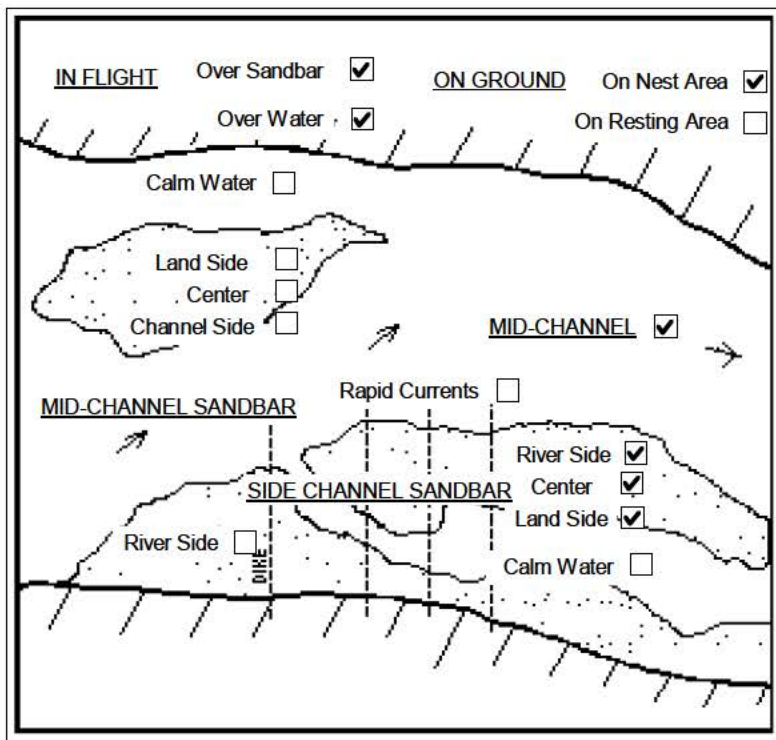 IN FLIGHT
Over Sandbar
Over Water
ON GROUND
On Nest Area
On Resting Area
Calm Water
Land Side
Center
Channel Side
MID-CHANNEL
Rapid Currents
MID-CHANNEL SANDBAR
River Side
SIDE CHANNEL SANDBAR
Center
Land Side
River Side
DIKE
Calm Water